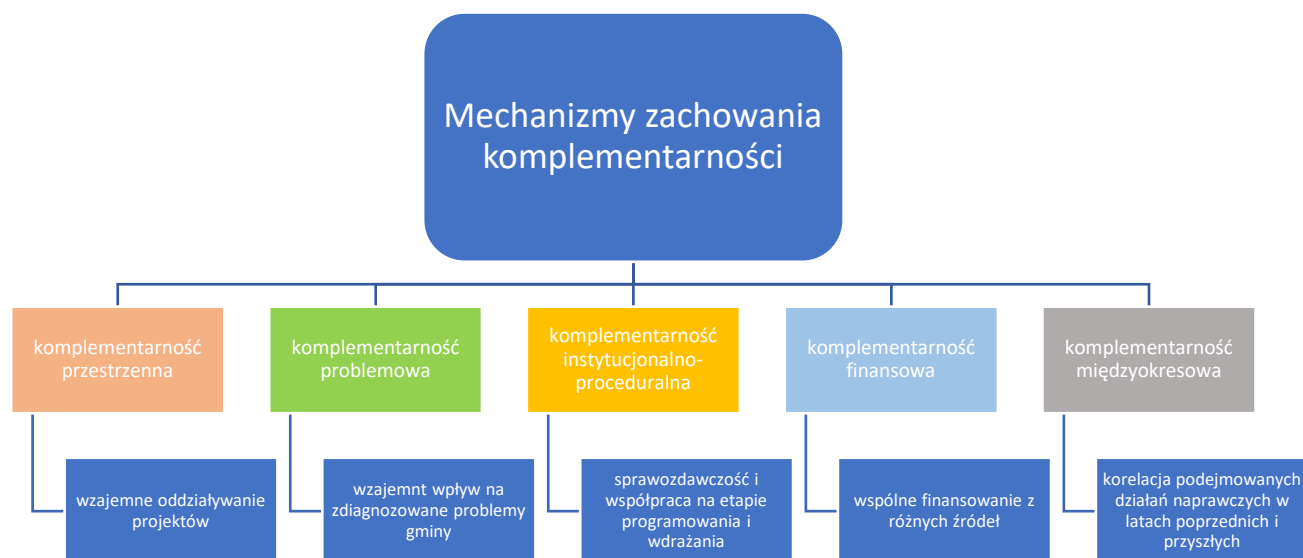 Mechanizmy zachowania
komplementarności
komplementarność
przestrzenna
komplementarność
problemowa
komplementarność
instytucjonalno-
proceduralna
komplementarność
finansowa
komplementarność
międzyokresowa
wzajemne oddziaływanie
projektów
wzajemnt wpływ na
zdiagnozowane problemy
gminy
sprawozdawczość i
współpraca na etapie
programowania i
wdrażania
wspólne finansowanie z
różnych źródeł
korelacja podejmowanych
działań naprawczych w
latach poprzednich i
przyszłych